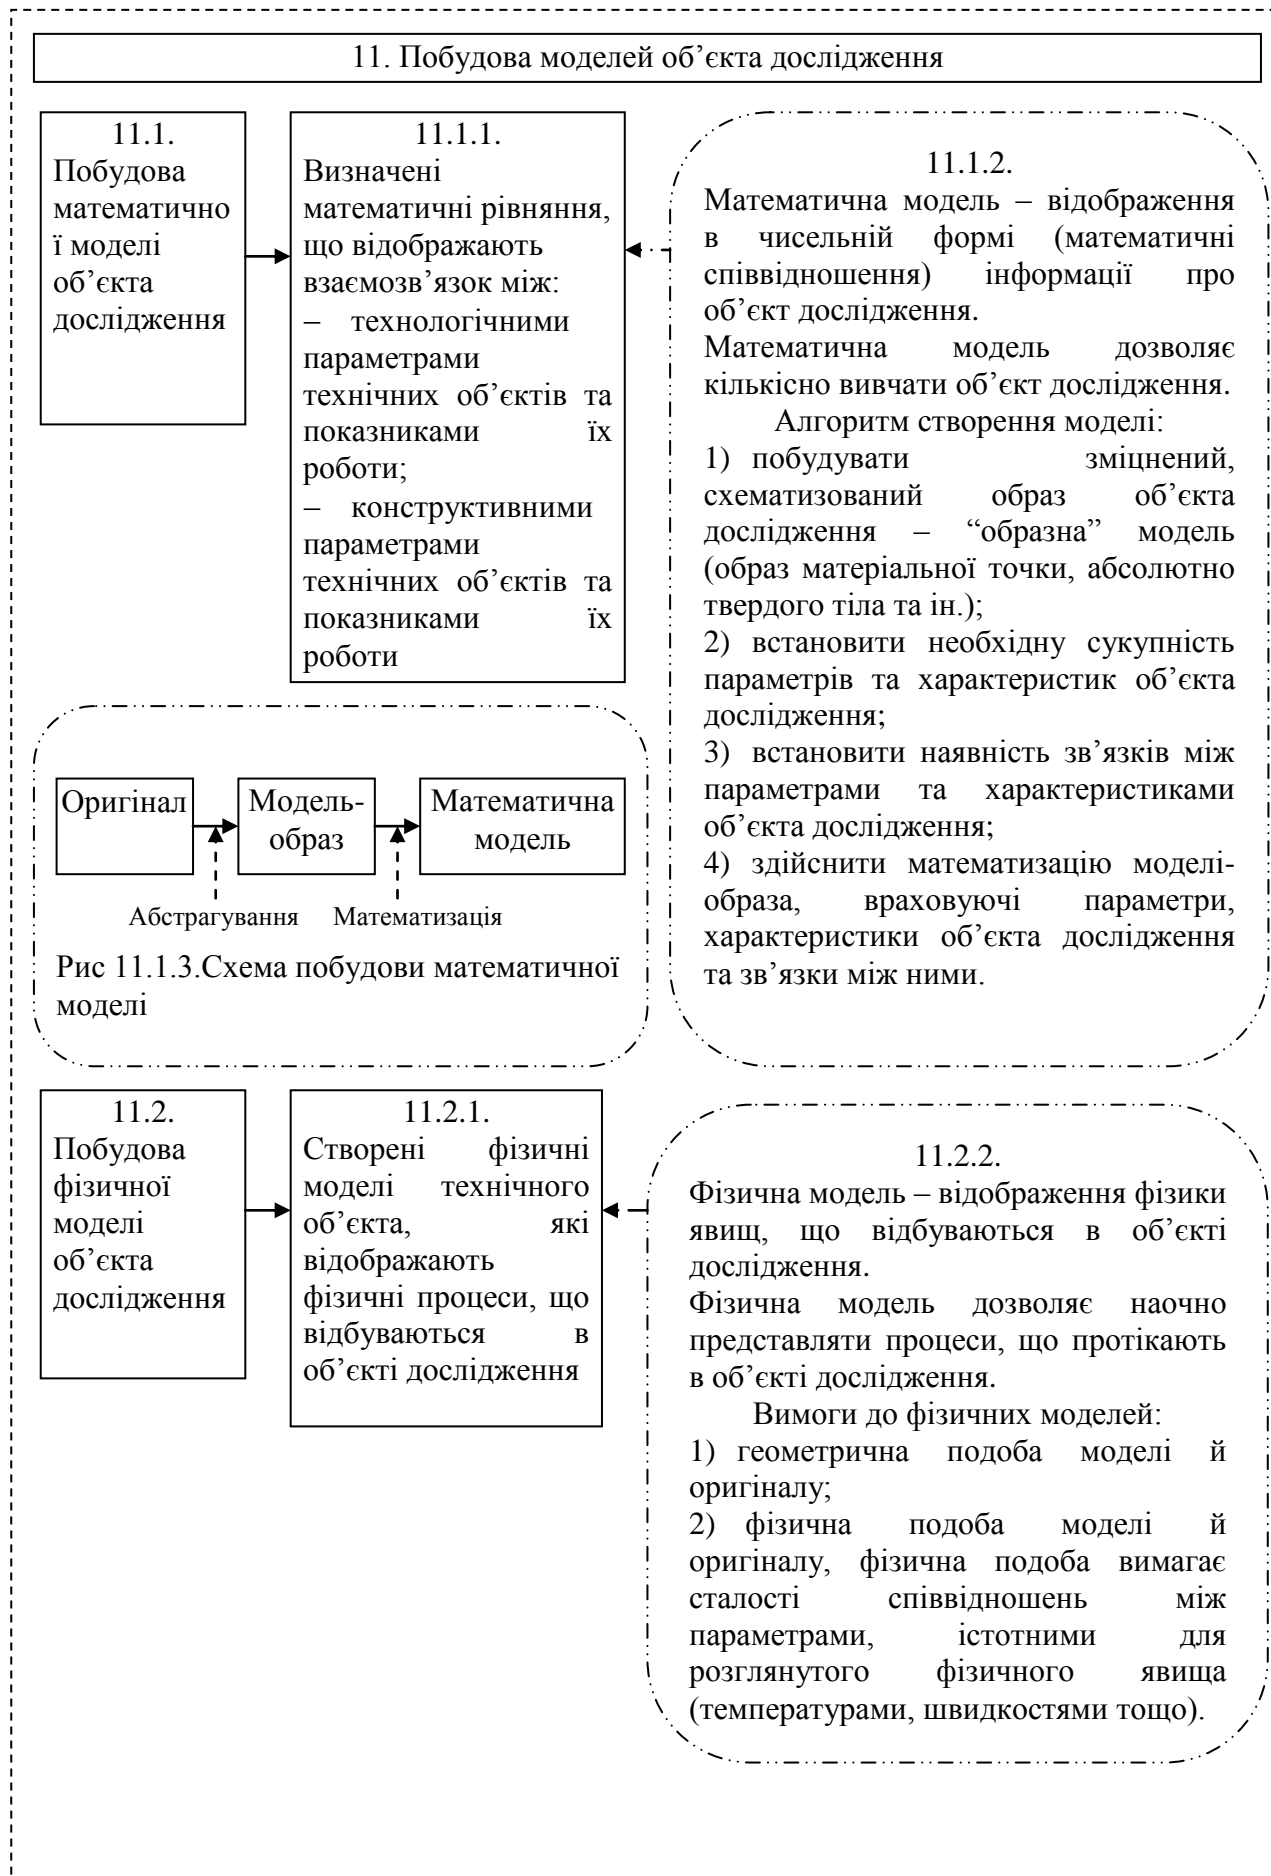 11. Побудова моделей об’єкта дослідження
11.1.
Побудова
математично
ї моделі
об’єкта
дослідження
11.1.1.
Визначені
математичні рівняння,
що відображають
взаємозв’язок між:
– технологічними
параметрами
технічних об’єктів та
показниками їх
роботи;
– конструктивними
параметрами
технічних об’єктів та
показниками їх
роботи
11.1.2.
Математична модель – відображення
в чисельній формі (математичні
співвідношення) інформації про
об’єкт дослідження.
Математична модель дозволяє
кількісно вивчати об’єкт дослідження.
Алгоритм створення моделі:
1) побудувати зміцнений,
схематизований образ об’єкта
дослідження – “образна” модель
(образ матеріальної точки, абсолютно
твердого тіла та ін.);
2) встановити необхідну сукупність
параметрів та характеристик об’єкта
дослідження;
3) встановити наявність зв’язків між
параметрами та характеристиками
об’єкта дослідження;
4) здійснити математизацію моделі-
образа, враховуючі параметри,
характеристики об’єкта дослідження
та зв’язки між ними.
Оригінал
Модель-
образ
Математична
модель
Абстрагування
Математизація
Рис 11.1.3.Схема побудови математичної
моделі
11.2.
Побудова
фізичної
моделі
об’єкта
дослідження
11.2.1.
Створені фізичні
моделі технічного
об’єкта, які
відображають
фізичні процеси, що
відбуваються в
об’єкті дослідження
11.2.2.
Фізична модель – відображення фізики
явищ, що відбуваються в об’єкті
дослідження.
Фізична модель дозволяє наочно
представляти процеси, що протікають
в об’єкті дослідження.
Вимоги до фізичних моделей:
1) геометрична подоба моделі й
оригіналу;
2) фізична подоба моделі й
оригіналу, фізична подоба вимагає
сталості співвідношень між
параметрами, істотними для
розглянутого фізичного явища
(температурами, швидкостями тощо).